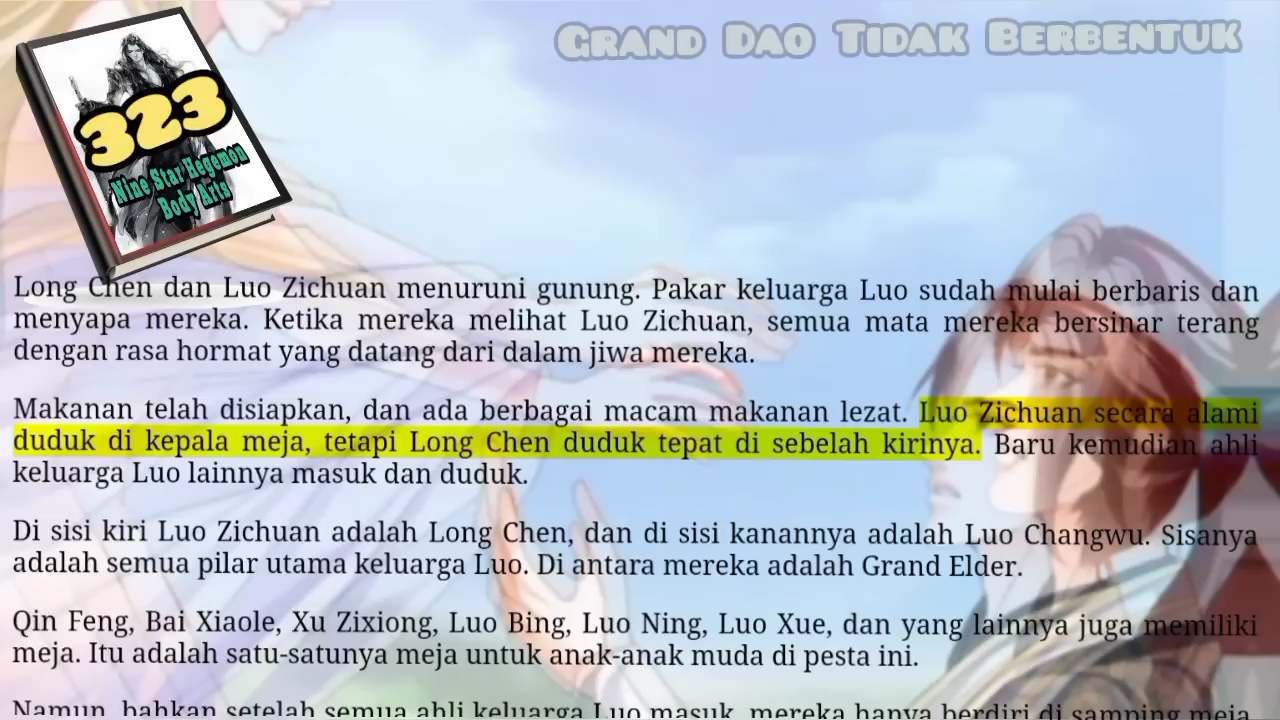 GRAND DAO TIDAK BERBENTUK
323
Nine Star Hegemon
Body Arts
Long Chen dan Luo Zichuan menuruni gunung. Pakar keluarga Luo sudah mulai berbaris dan
menyapa mereka. Ketika mereka melihat Luo Zichuan, semua mata mereka bersinar terang
dengan rasa hormat yang datang dari dalam jiwa mereka.
Makanan telah disiapkan, dan ada berbagai macam makanan lezat. Luo Zichuan secara alami
duduk di kepala meja, tetapi Long Chen duduk tepat di sebelah kirinya. Baru kemudian ahli
keluarga Luo lainnya masuk dan duduk.
Di sisi kiri Luo Zichuan adalah Long Chen, dan di sisi kanannya adalah Luo Changwu. Sisanya
adalah semua pilar utama keluarga Luo. Di antara mereka adalah Grand Elder.
Qin Feng, Bai Xiaole, Xu Zixiong, Luo Bing, Luo Ning, Luo Xue, dan yang lainnya juga memiliki
meja. Itu adalah satu-satunya meja untuk anak-anak muda di pesta ini.
Namun, bahkan setelah semua ahli keluarga Luo masuk, mereka hanya berdiri di samping meja